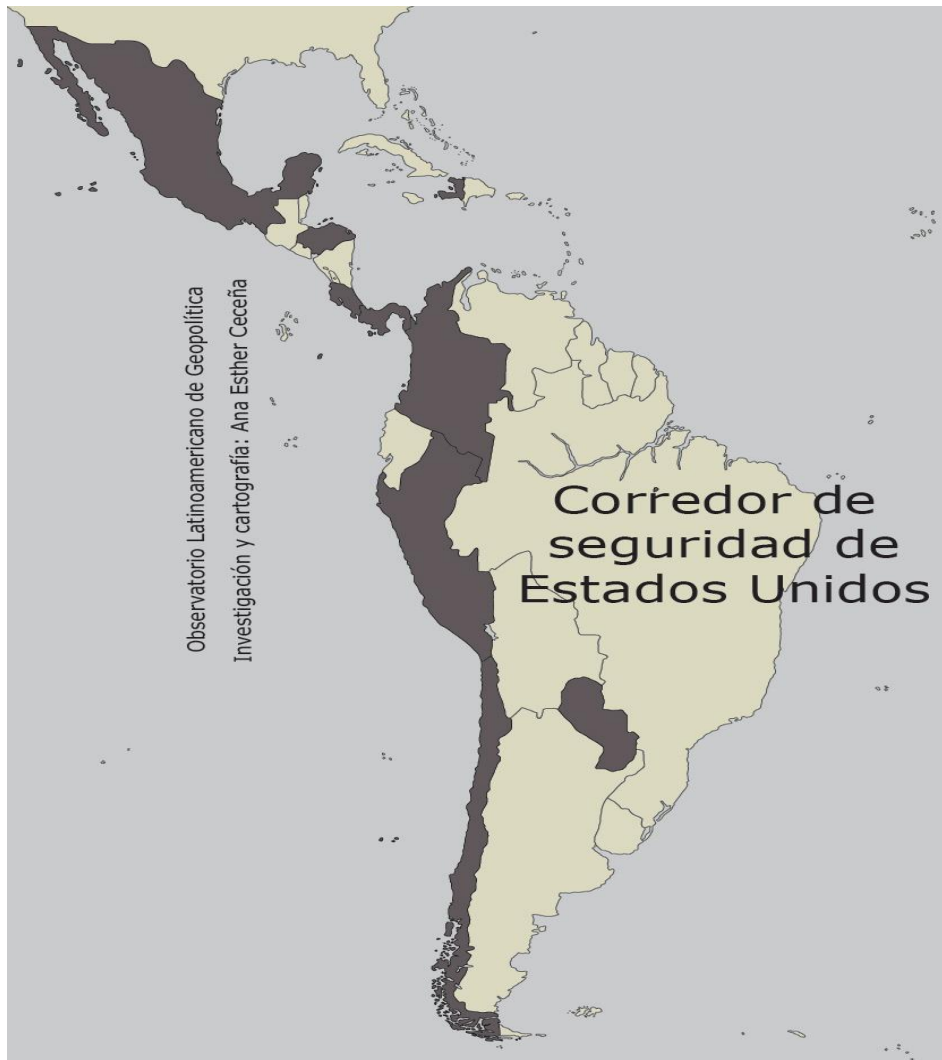 Corredor de
seguridad de
Estados Unidos
Observatorio Latinoamericano de Geopolítica
Investigación y cartografía: Ana Esther Ceceña